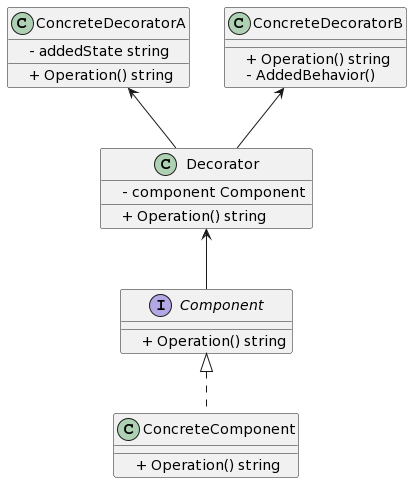 C ConcreteDecoratorA
- addedState string
+ Operation() string
C ConcreteDecoratorB
+ Operation() string
- AddedBehavior()
C Decorator
- component Component
+ Operation() string
I Component
+ Operation() string
C ConcreteComponent
+ Operation() string